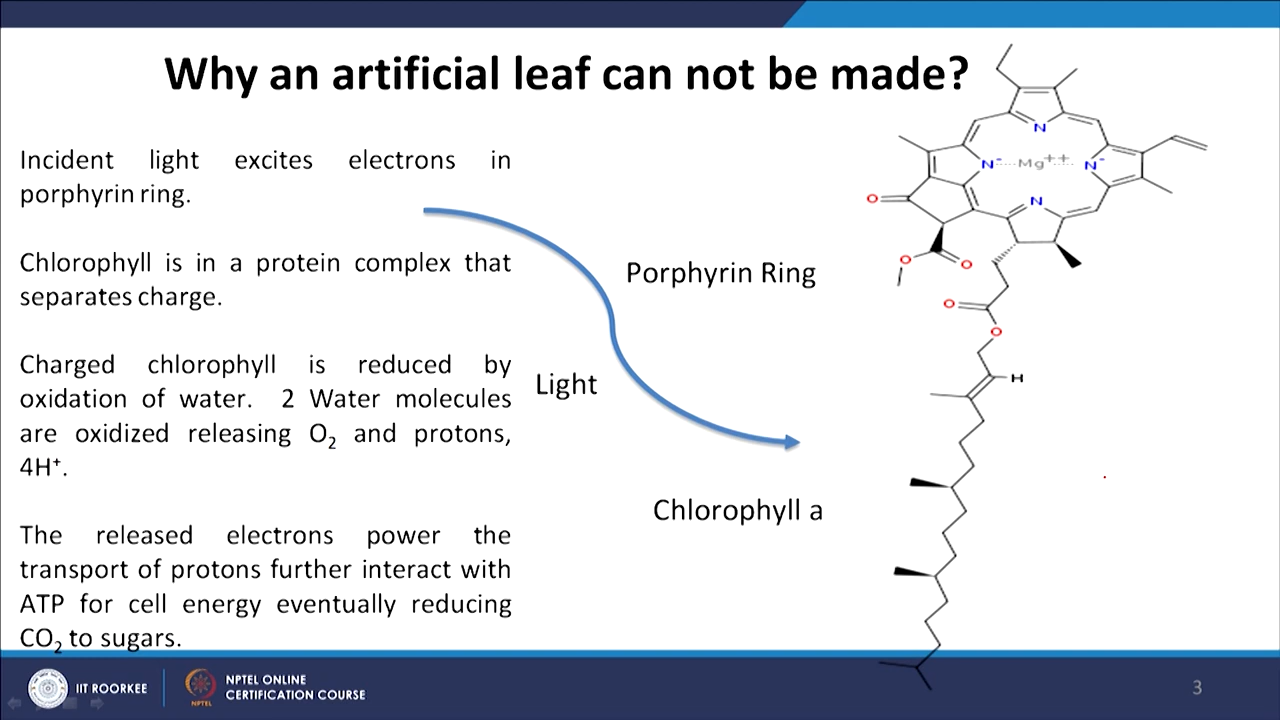 Why an artificial leaf can not be made?
Incident light excites electrons in
porphyrin ring.
Chlorophyll is in a protein complex that
separates charge.
Charged chlorophyll is reduced by
oxidation of water. 2 Water molecules
are oxidized releasing O₂ and protons,
4H⁺.
The released electrons power the
transport of protons further interact with
ATP for cell energy eventually reducing
CO₂ to sugars.
Light
Porphyrin Ring
Chlorophyll a
N
N⁻
Mg⁺⁺
N⁻
N
O
O
O
O
O
H
IIT ROORKEE
NPTEL
NPTEL ONLINE
CERTIFICATION COURSE
3